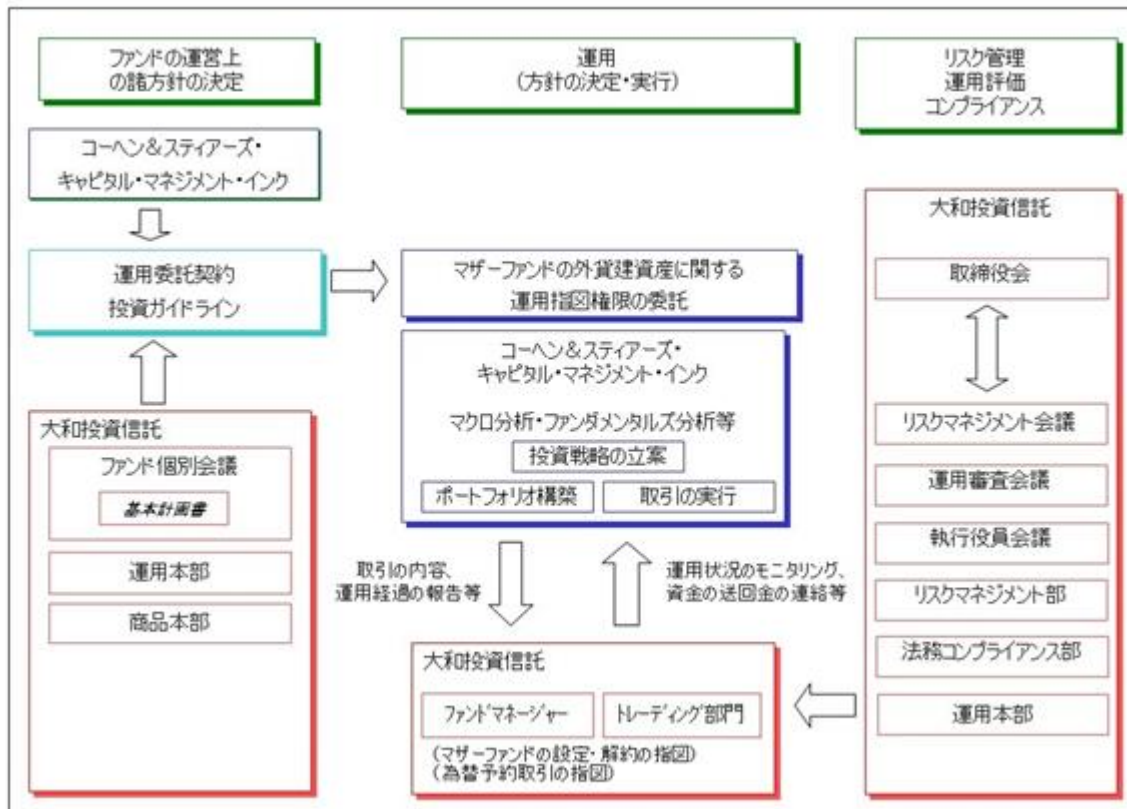 ファンドの運営上
の諸方針の決定
運用
(方針の決定・実行)
リスク管理
運用評価
コンプライアンス
コーヘン&スティアーズ・
キャピタル・マネジメント・インク
運用委託契約
投資ガイドライン
マザーファンドの外貨建資産に関する
運用指図権限の委託
コーヘン&スティアーズ・
キャピタル・マネジメント・インク
マクロ分析・ファンダメンタルズ分析等
投資戦略の立案
ポートフォリオ構築
取引の実行
大和投資信託
ファンド個別会議
基本計画書
運用本部
商品本部
取引の内容、
運用経過の報告等
運用状況のモニタリング、
資金の送回金の連絡等
大和投資信託
ファンドマネージャー
トレーディング部門
(マザーファンドの設定・解約の指図)
(為替予約取引の指図)
大和投資信託
取締役会
リスクマネジメント会議
運用審査会議
執行役員会議
リスクマネジメント部
法務コンプライアンス部
運用本部